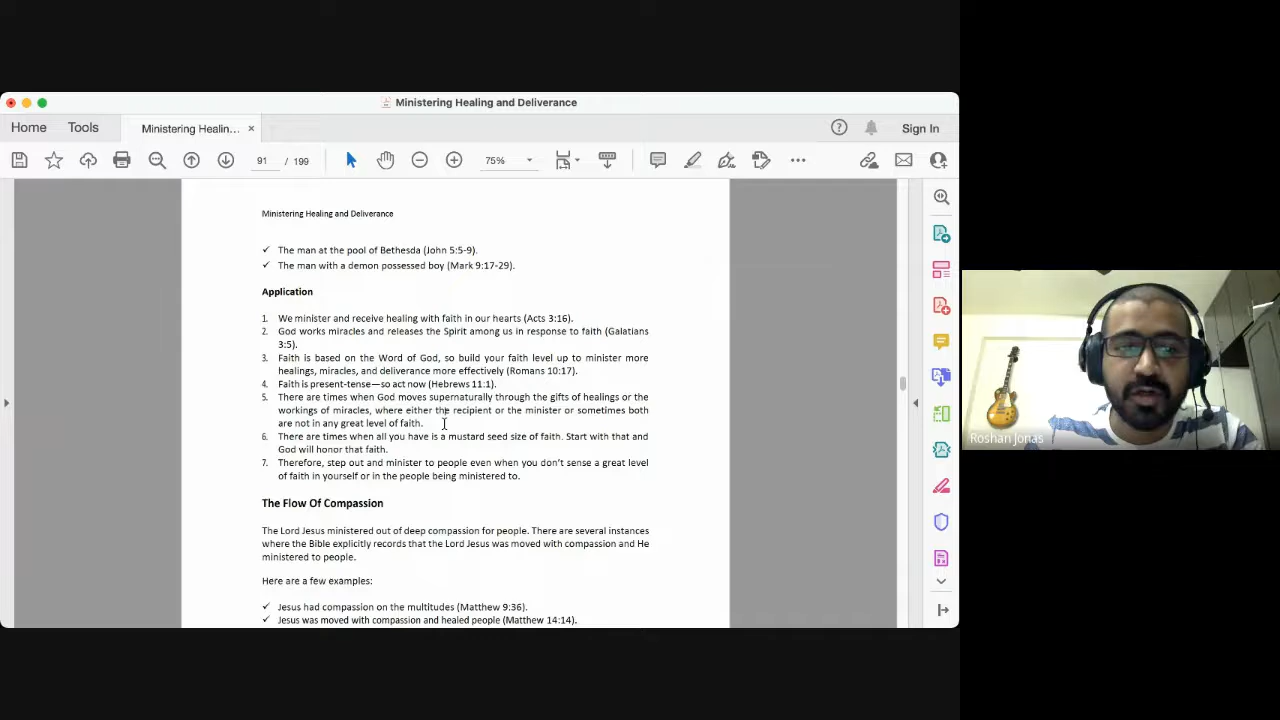 Ministering Healing and Deliverance
Home
Tools
Ministering Healin...
Sign In
91 / 199
75%
Ministering Healing and Deliverance
✓ The man at the pool of Bethesda (John 5:5-9).
✓ The man with a demon possessed boy (Mark 9:17-29).
Application
1. We minister and receive healing with faith in our hearts (Acts 3:16).
2. God works miracles and releases the Spirit among us in response to faith (Galatians
3:5).
3. Faith is based on the Word of God, so build your faith level up to minister more
healings, miracles, and deliverance more effectively (Romans 10:17).
4. Faith is present-tense—so act now (Hebrews 11:1).
5. There are times when God moves supernaturally through the gifts of healings or the
workings of miracles, where either the recipient or the minister or sometimes both
are not in any great level of faith.
6. There are times when all you have is a mustard seed size of faith. Start with that and
God will honor that faith.
7. Therefore, step out and minister to people even when you don't sense a great level
of faith in yourself or in the people being ministered to.
The Flow Of Compassion
The Lord Jesus ministered out of deep compassion for people. There are several instances
where the Bible explicitly records that the Lord Jesus was moved with compassion and He
ministered to people.
Here are a few examples:
✓ Jesus had compassion on the multitudes (Matthew 9:36).
✓ Jesus was moved with compassion and healed people (Matthew 14:14).
Roshan Jonas